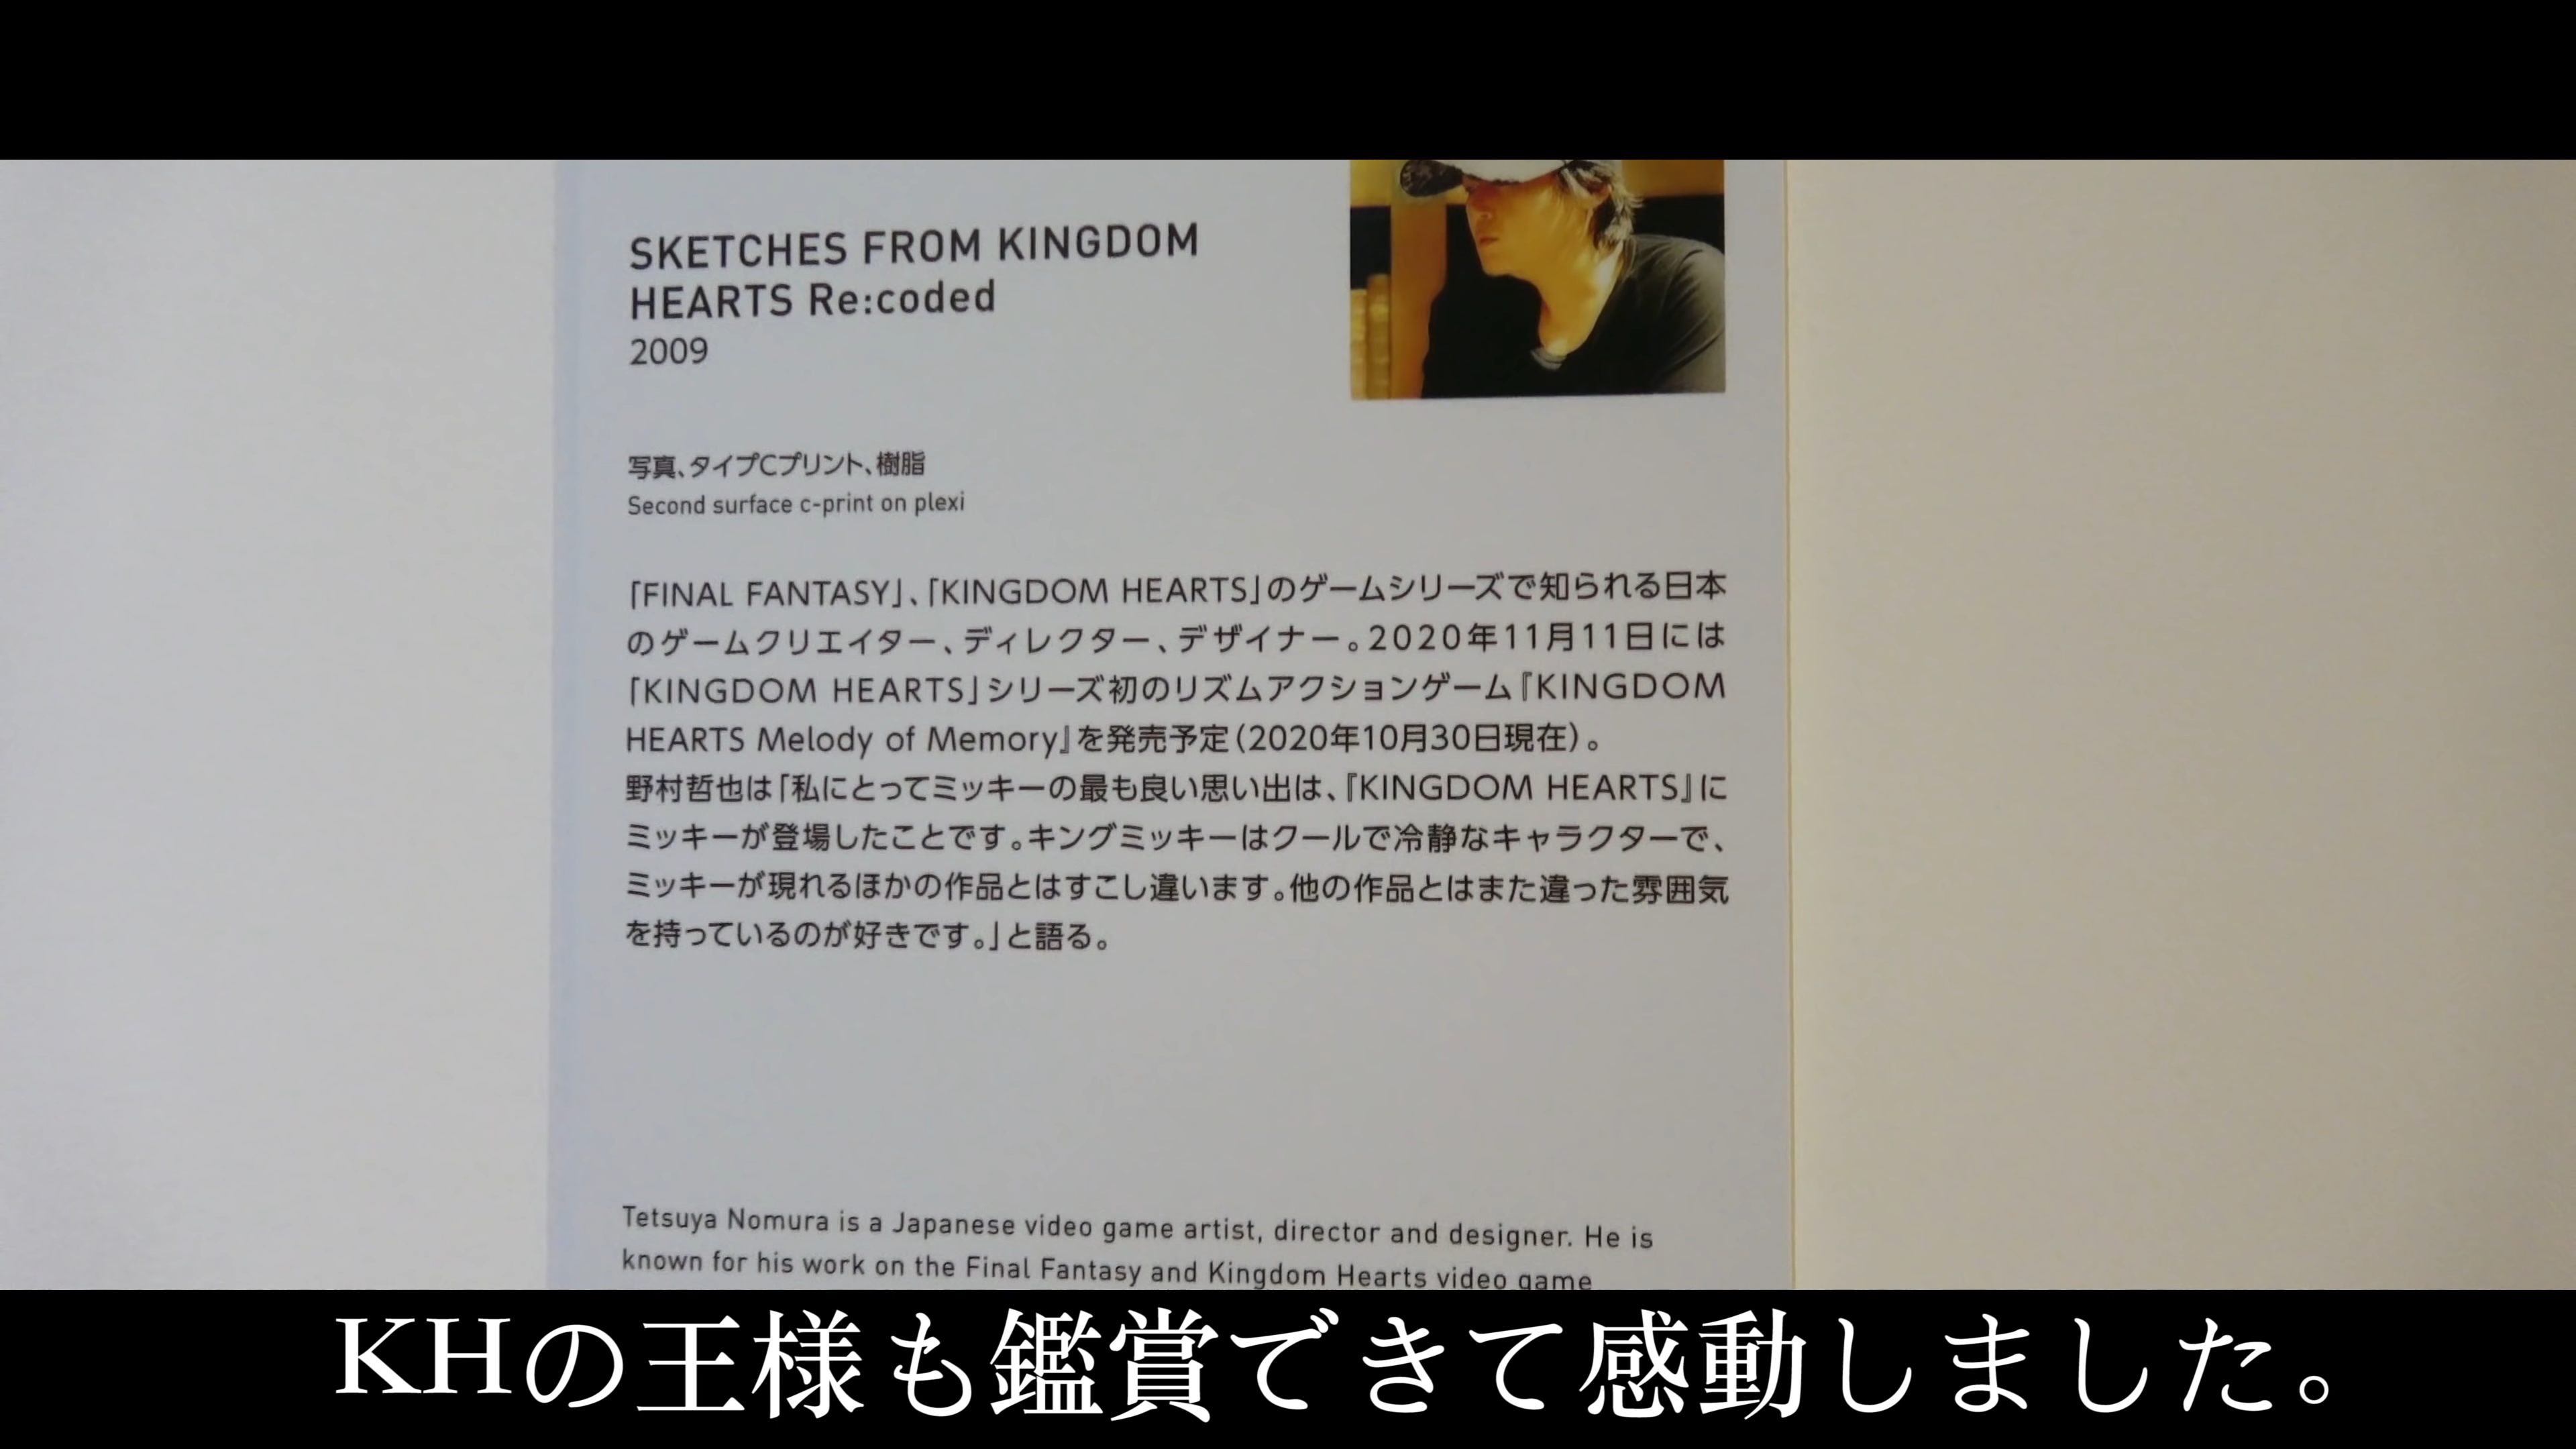 SKETCHES FROM KINGDOM
HEARTS Re:coded
2009
写真、タイプCプリント、樹脂
Second surface c-print on plexi
「FINAL FANTASY」、「KINGDOM HEARTS」のゲームシリーズで知られる日本
のゲームクリエイター、ディレクター、デザイナー。2020年11月11日には
「KINGDOM HEARTS」シリーズ初のリズムアクションゲーム『KINGDOM
HEARTS Melody of Memory』を発売予定（2020年10月30日現在）。
野村哲也は「私にとってミッキーの最も良い思い出は、『KINGDOM HEARTS』に
ミッキーが登場したことです。キングミッキーはクールで冷静なキャラクターで、
ミッキーが現れるほかの作品とはすこし違います。他の作品とはまた違った雰囲気
を持っているのが好きです。」と語る。
Tetsuya Nomura is a Japanese video game artist, director and designer. He is
known for his work on the Final Fantasy and Kingdom Hearts video game
KHの王様も鑑賞できて感動しました。